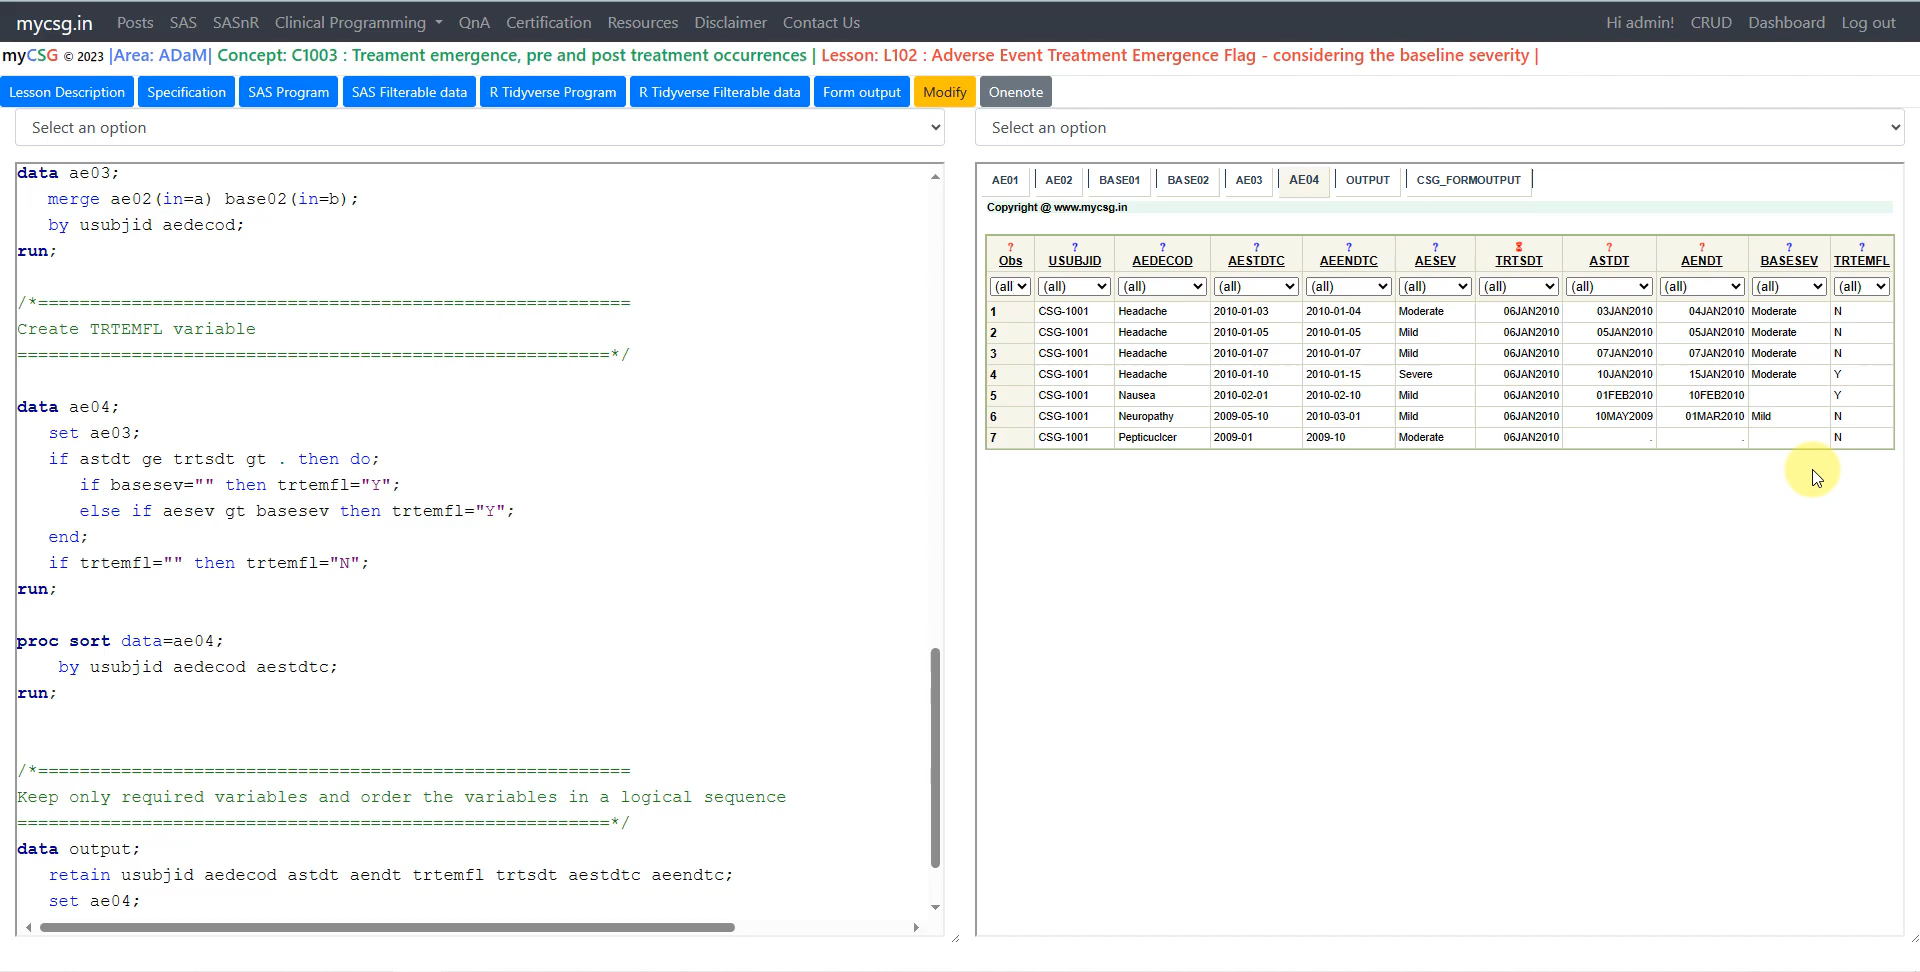 mycsg.in Posts SAS SASnR Clinical Programming QnA Certification Resources Disclaimer Contact Us Hi admin! CRUD Dashboard Log out
myCSG © 2023 |Area: ADaM| Concept: C1003 : Treament emergence, pre and post treatment occurrences | Lesson: L102 : Adverse Event Treatment Emergence Flag - considering the baseline severity |
Lesson Description Specification SAS Program SAS Filterable data R Tidyverse Program R Tidyverse Filterable data Form output Modify Onenote
Select an option
data ae03;
merge ae02(in=a) base02(in=b);
by usubjid aedecod;
run;
/*=========================================================
Create TRTEMFL variable
=========================================================*/
data ae04;
set ae03;
if astdt ge trtsdt gt . then do;
if basesev="" then trtemfl="Y";
else if aesev gt basesev then trtemfl="Y";
end;
if trtemfl="" then trtemfl="N";
run;
proc sort data=ae04;
by usubjid aedecod aestdtc;
run;
/*=========================================================
Keep only required variables and order the variables in a logical sequence
=========================================================*/
data output;
retain usubjid aedecod astdt aendt trtemfl trtsdt aestdtc aeendtc;
set ae04;
Select an option
AE01 AE02 BASE01 BASE02 AE03 AE04 OUTPUT CSG_FORMOUTPUT
Copyright @ www.mycsg.in
? ? ? ? ? ? ? ? ? ?
Obs USUBJID AEDECOD AESTDTC AEENDTC AESEV TRTSDT ASTDT AENDT BASESEV TRTEMFL
(all (all) (all) (all) (all) (all) (all) (all) (all) (all) (all)
1 CSG-1001 Headache 2010-01-03 2010-01-04 Moderate 06JAN2010 03JAN2010 04JAN2010 Moderate N
2 CSG-1001 Headache 2010-01-05 2010-01-05 Mild 06JAN2010 05JAN2010 05JAN2010 Moderate N
3 CSG-1001 Headache 2010-01-07 2010-01-07 Mild 06JAN2010 07JAN2010 07JAN2010 Moderate N
4 CSG-1001 Headache 2010-01-10 2010-01-15 Severe 06JAN2010 10JAN2010 15JAN2010 Moderate Y
5 CSG-1001 Nausea 2010-02-01 2010-02-10 Mild 06JAN2010 01FEB2010 10FEB2010 Y
6 CSG-1001 Neuropathy 2009-05-10 2010-03-01 Mild 06JAN2010 10MAY2009 01MAR2010 Mild N
7 CSG-1001 Pepticuclcer 2009-01 2009-10 Moderate 06JAN2010 . . N